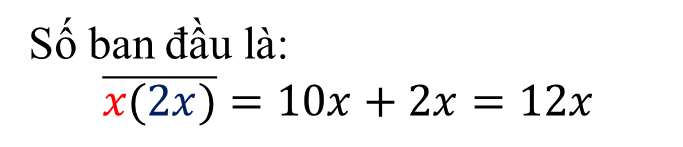 Số ban đầu là:
x(2x) = 10x + 2x = 12x